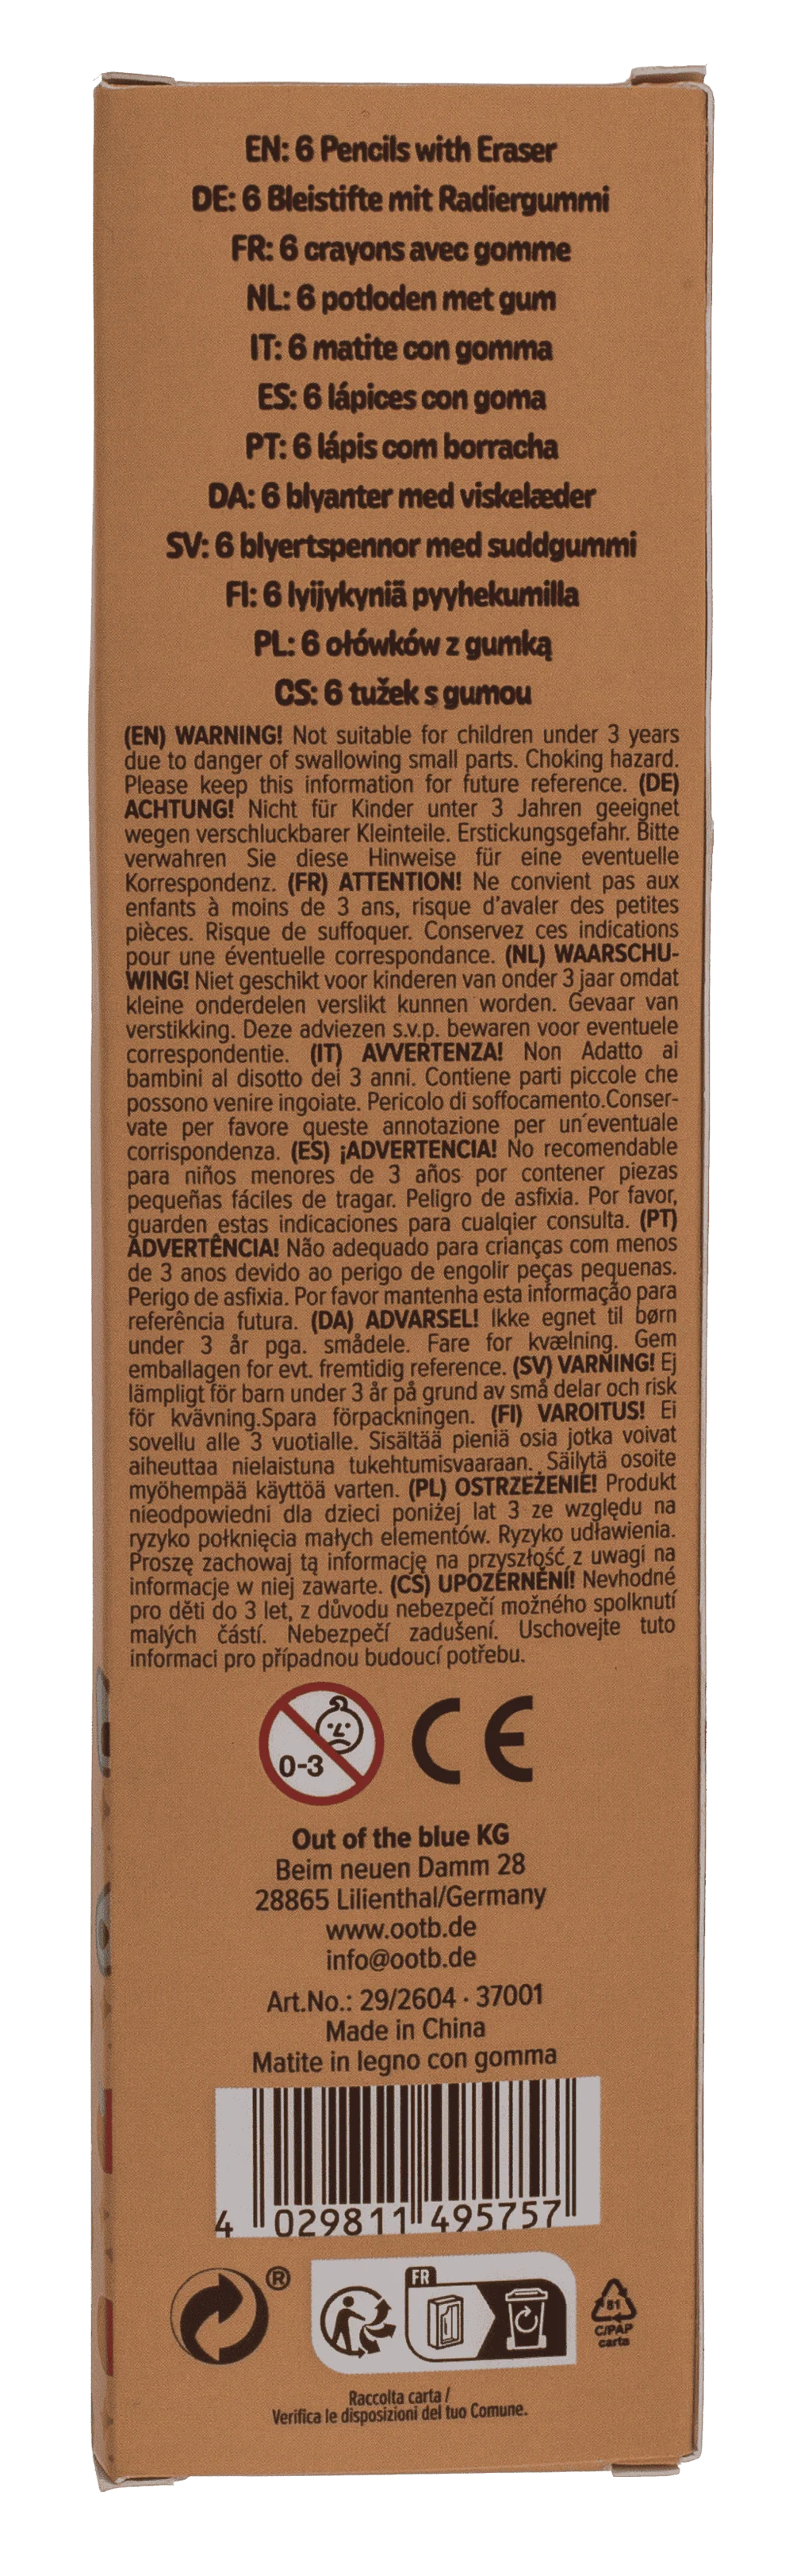 EN: 6 Pencils with Eraser
DE: 6 Bleistifte mit Radiergummi
FR: 6 crayons avec gomme
NL: 6 potloden met gum
IT: 6 matite con gomma
ES: 6 lápices con goma
PT: 6 lápis com borracha
DA: 6 blyanter med viskelæder
SV: 6 blyertspennor med suddgummi
FI: 6 lyijykyniä pyyhekumilla
PL: 6 ołówków z gumką
CS: 6 tužek s gumou
(EN) WARNING! Not suitable for children under 3 years
due to danger of swallowing small parts. Choking hazard.
Please keep this information for future reference. (DE)
ACHTUNG! Nicht für Kinder unter 3 Jahren geeignet
wegen verschluckbarer Kleinteile. Erstickungsgefahr. Bitte
verwahren Sie diese Hinweise für eine eventuelle
Korrespondenz. (FR) ATTENTION! Ne convient pas aux
enfants à moins de 3 ans, risque d'avaler des petites
pièces. Risque de suffoquer. Conservez ces indications
pour une éventuelle correspondance. (NL) WAARSCHU-
WING! Niet geschikt voor kinderen van onder 3 jaar omdat
kleine onderdelen verslikt kunnen worden. Gevaar van
verstikking. Deze adviezen s.v.p. bewaren voor eventuele
correspondentie. (IT) AVVERTENZA! Non Adatto ai
bambini al disotto dei 3 anni. Contiene parti piccole che
possono venire ingoiate. Pericolo di soffocamento.Conser-
vate per favore queste annotazione per un´eventuale
corrispondenza. (ES) ¡ADVERTENCIA! No recomendable
para niños menores de 3 años por contener piezas
pequeñas fáciles de tragar. Peligro de asfixia. Por favor,
guarden estas indicaciones para cualqier consulta. (PT)
ADVERTÊNCIA! Não adequado para crianças com menos
de 3 anos devido ao perigo de engolir peças pequenas.
Perigo de asfixia. Por favor mantenha esta informação para
referência futura. (DA) ADVARSEL! Ikke egnet til børn
under 3 år pga. smådele. Fare for kvælning. Gem
emballagen for evt. fremtidig reference. (SV) VARNING! Ej
lämpligt för barn under 3 år på grund av små delar och risk
för kvävning.Spara förpackningen. (FI) VAROITUS! Ei
sovellu alle 3 vuotialle. Sisältää pieniä osia jotka voivat
aiheuttaa nielaistuna tukehtumisvaaraan. Säilytä osoite
myöhempää käyttöä varten. (PL) OSTRZEŻENIE! Produkt
nieodpowiedni dla dzieci poniżej lat 3 ze względu na
ryzyko połknięcia małych elementów. Ryzyko udławienia.
Proszę zachowaj tą informację na przyszłość z uwagi na
informacje w niej zawarte. (CS) UPOZERNĚNÍ! Nevhodné
pro děti do 3 let, z důvodu nebezpečí možného spolknutí
malých částí. Nebezpečí zadušení. Uschovejte tuto
informaci pro případnou budoucí potřebu.
0-3
CE
Out of the blue KG
Beim neuen Damm 28
28865 Lilienthal/Germany
www.ootb.de
info@ootb.de
Art.No.: 29/2604 · 37001
Made in China
Matite in legno con gomma
4 029811 495757
®
FR
81
C/PAP
carta
Raccolta carta /
Verifica le disposizioni del tuo Comune.